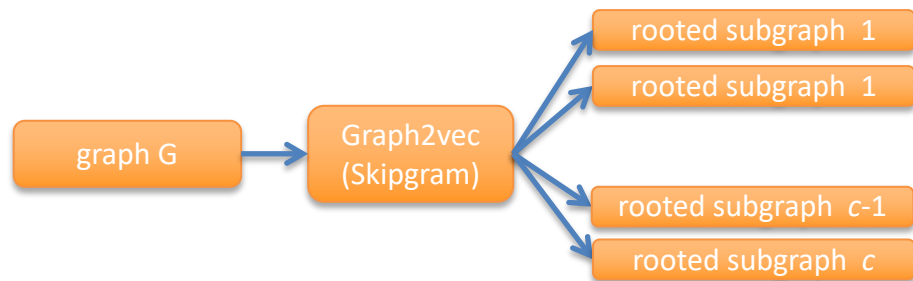 graph G
Graph2vec
(Skipgram)
rooted subgraph 1
rooted subgraph 1
rooted subgraph c-1
rooted subgraph c